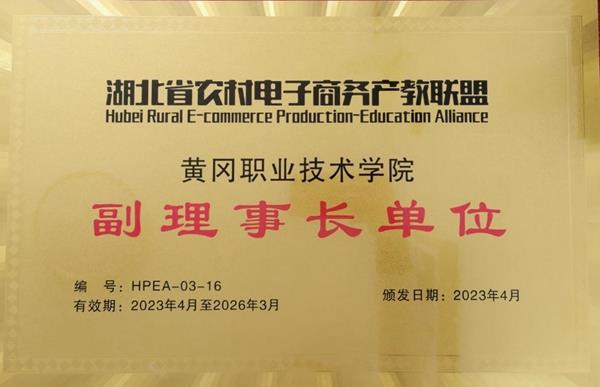 湖北省农村电子商务产教联盟
Hubei Rural E-commerce Production-Education Alliance
黄冈职业技术学院
副理事长单位
编　号：HPEA-03-16
有效期：2023年4月至2026年3月
颁发日期：2023年4月